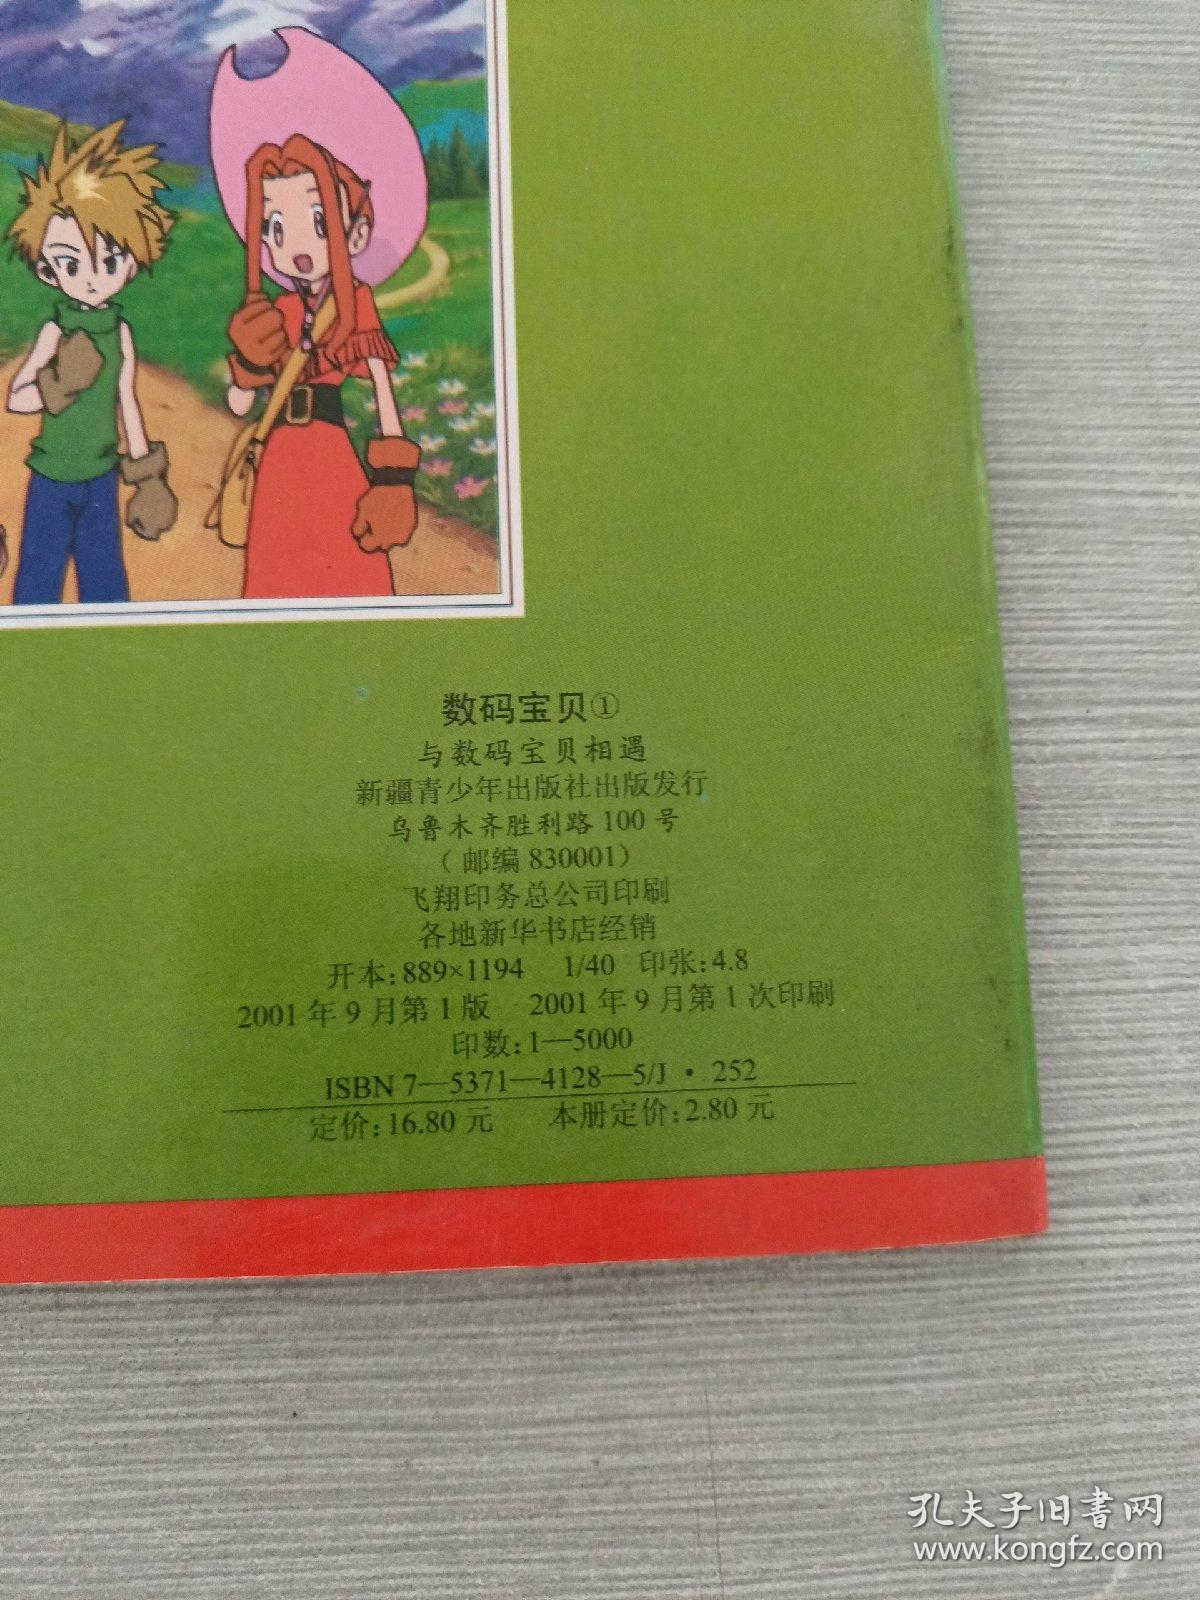 数码宝贝①
与数码宝贝相遇
新疆青少年出版社出版发行
乌鲁木齐胜利路100号
（邮编830001）
飞翔印务总公司印刷
各地新华书店经销
开本:889×1194 1/40 印张:4.8
2001年9月第1版 2001年9月第1次印刷
印数:1—5000
ISBN 7—5371—4128—5/J·252
定价:16.80元 本册定价:2.80元
孔夫子旧書网
www.kongfz.com